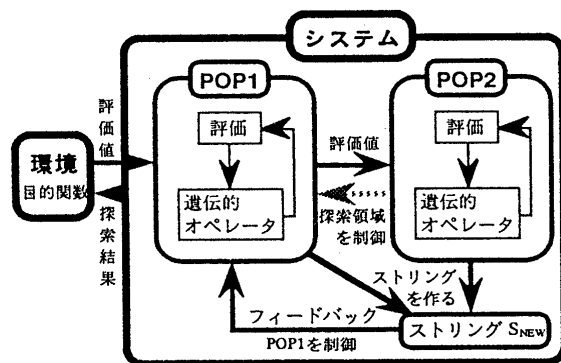 システム
POP1
POP2
評価値
環境
目的関数
探索結果
評価
遺伝的
オペレータ
評価値
探索領域
を制御
評価
遺伝的
オペレータ
ストリング
を作る
フィードバック
POP1を制御
ストリング SNEW